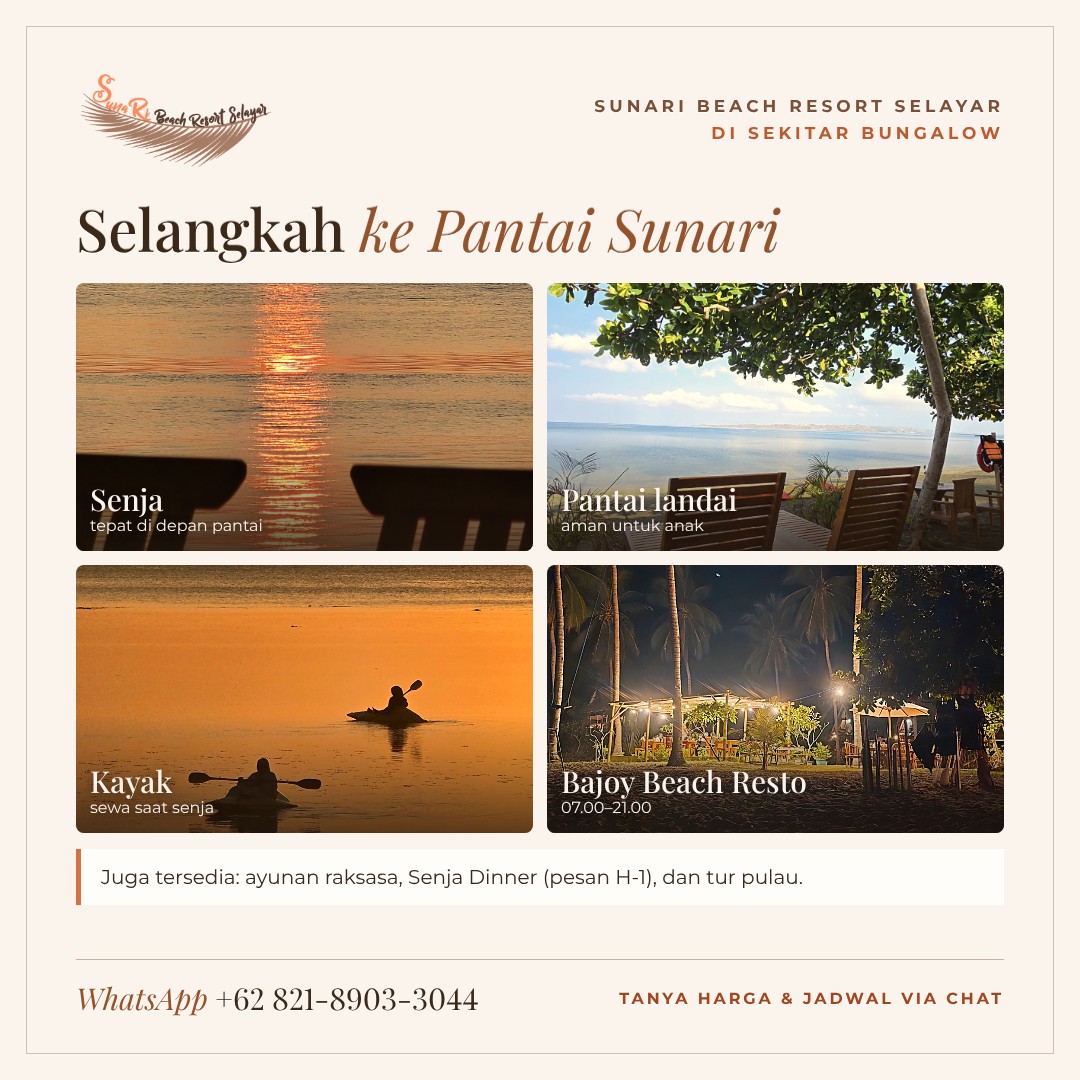 SunaRi Beach Resort Selayar
SUNARI BEACH RESORT SELAYAR
DI SEKITAR BUNGALOW
Selangkah ke Pantai Sunari
Senja
tepat di depan pantai
Pantai landai
aman untuk anak
Kayak
sewa saat senja
Bajoy Beach Resto
07.00–21.00
Juga tersedia: ayunan raksasa, Senja Dinner (pesan H-1), dan tur pulau.
WhatsApp +62 821-8903-3044
TANYA HARGA & JADWAL VIA CHAT